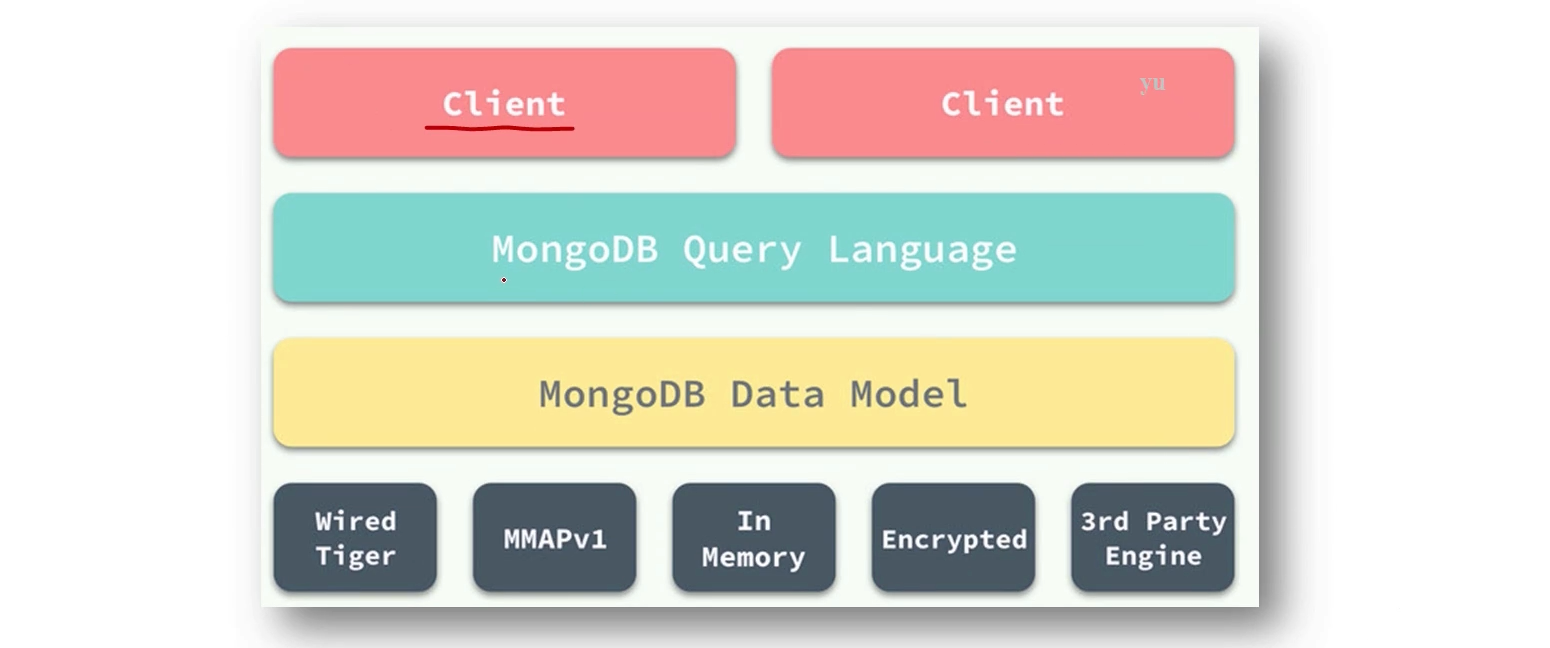 Client
Client
yu
MongoDB Query Language
MongoDB Data Model
Wired
Tiger
MMAPv1
In
Memory
Encrypted
3rd Party
Engine